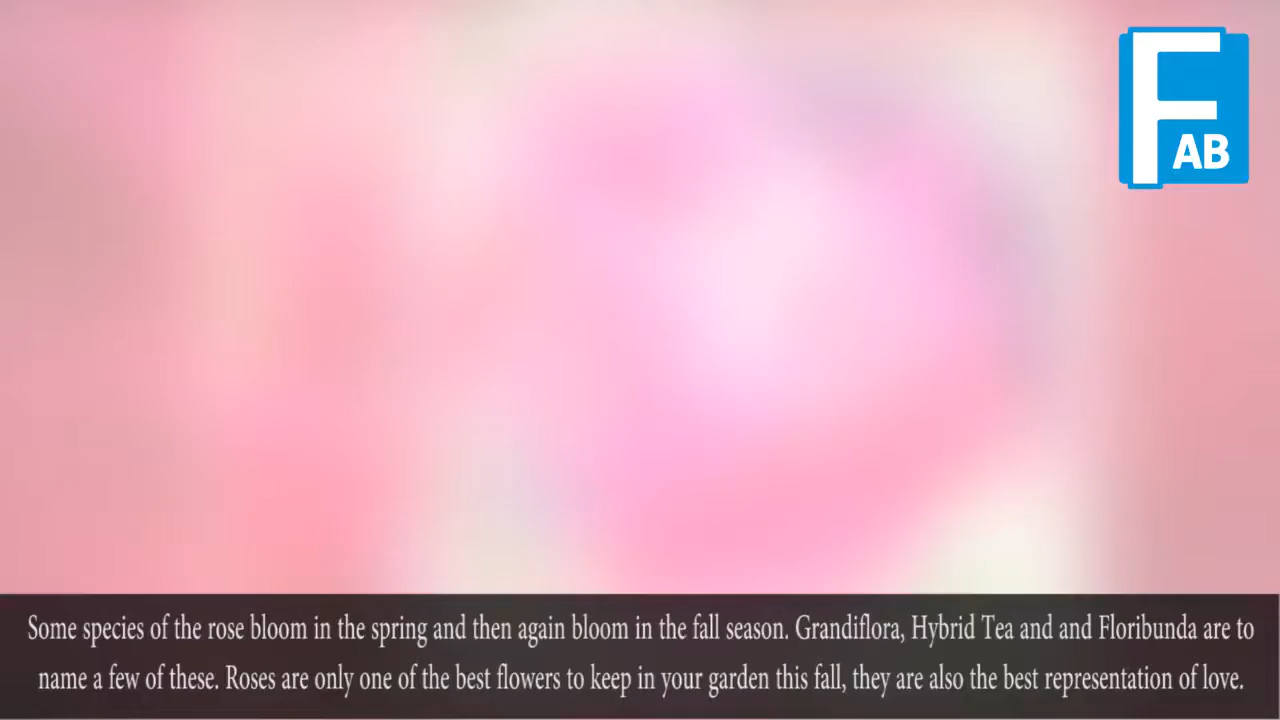 F
AB
Some species of the rose bloom in the spring and then again bloom in the fall season. Grandiflora, Hybrid Tea and and Floribunda are to
name a few of these. Roses are only one of the best flowers to keep in your garden this fall, they are also the best representation of love.